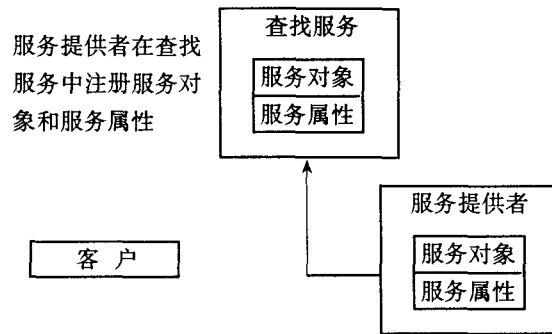 服务提供者在查找
服务中注册服务对
象和服务属性
查找服务
服务对象
服务属性
服务提供者
服务对象
服务属性
客 户